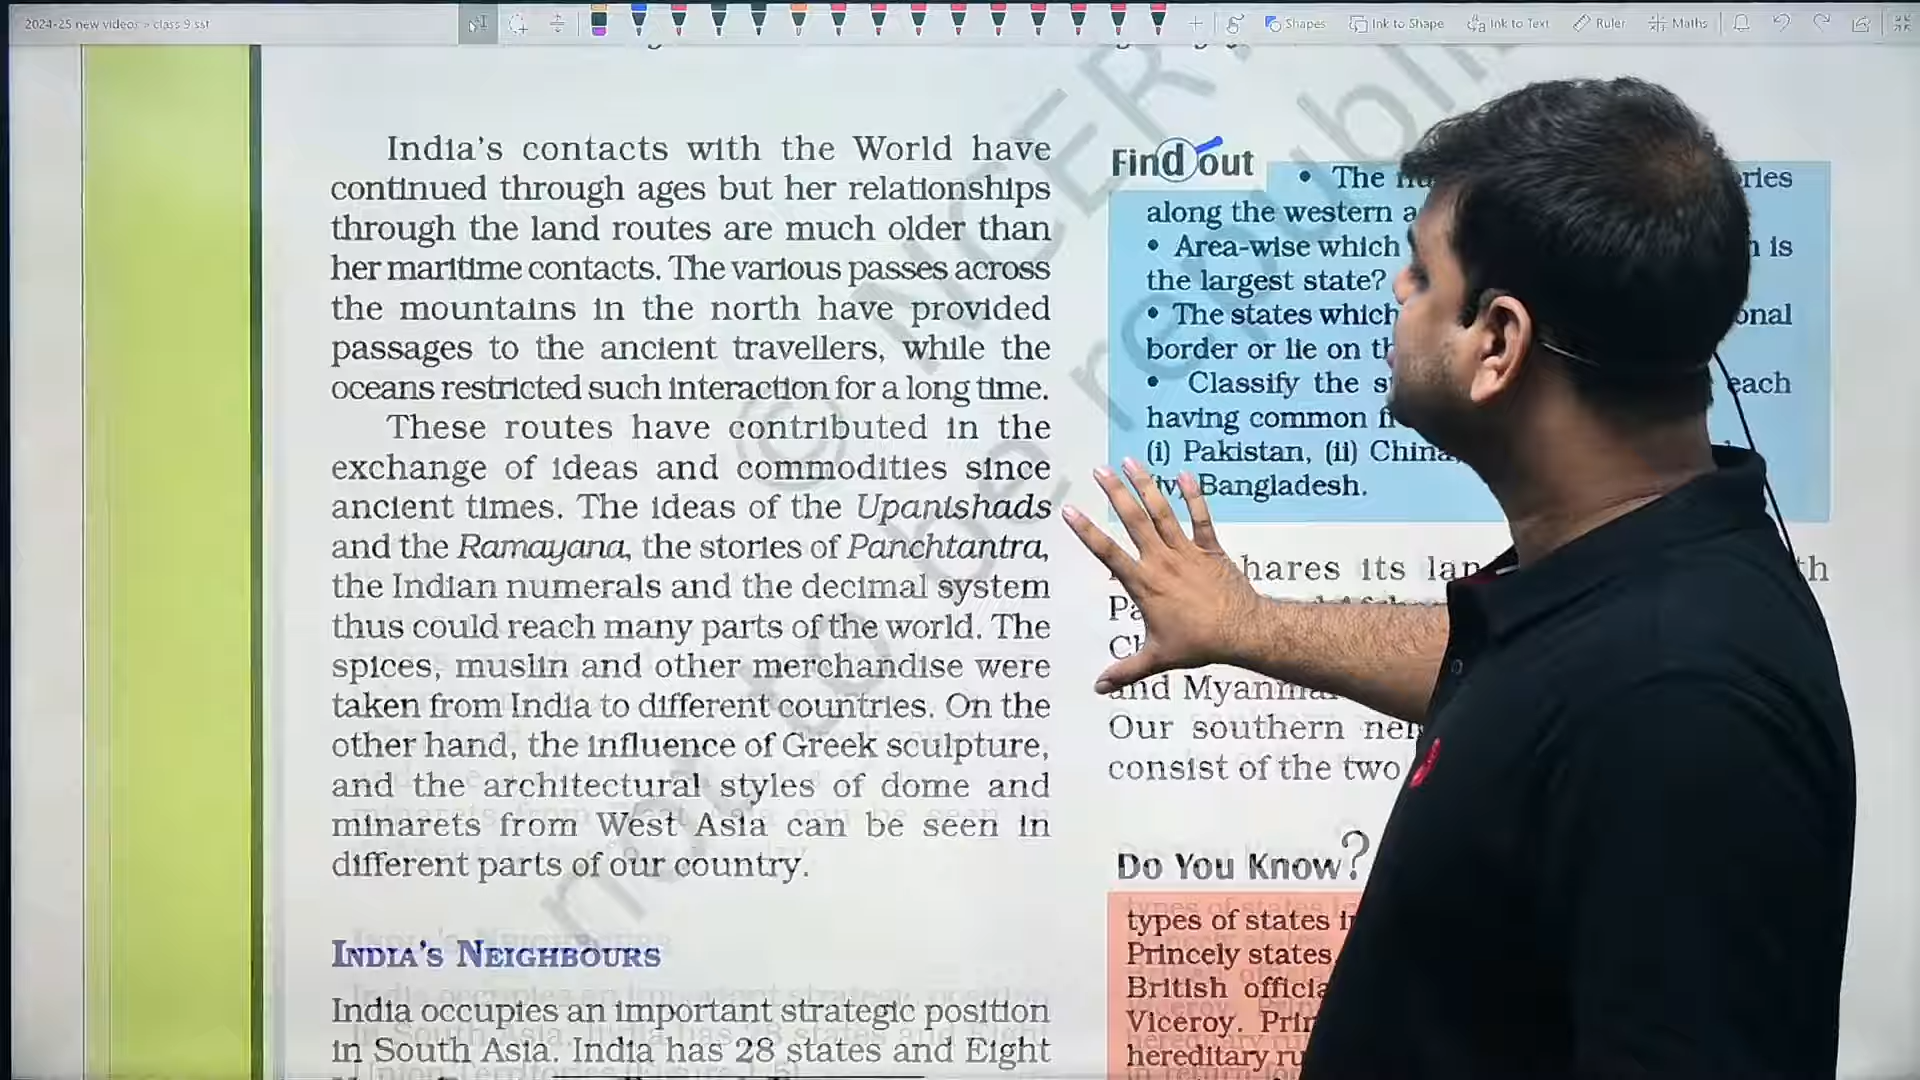 2024-25 new videos » class 9 sst
Shapes
Ink to Shape
Ink to Text
Ruler
Maths
India's contacts with the World have
continued through ages but her relationships
through the land routes are much older than
her maritime contacts. The various passes across
the mountains in the north have provided
passages to the ancient travellers, while the
oceans restricted such interaction for a long time.
These routes have contributed in the
exchange of ideas and commodities since
ancient times. The ideas of the Upanishads
and the Ramayana, the stories of Panchtantra,
the Indian numerals and the decimal system
thus could reach many parts of the world. The
spices, muslin and other merchandise were
taken from India to different countries. On the
other hand, the influence of Greek sculpture,
and the architectural styles of dome and
minarets from West Asia can be seen in
different parts of our country.
INDIA'S NEIGHBOURS
India occupies an important strategic position
in South Asia. India has 28 states and Eight
Find out
• The
along the western
• Area-wise which is
the largest state?
• The states which
border or lie on
• Classify the each
having common
(i) Pakistan, (ii) China,
(iv) Bangladesh.
its
and
Our southern
consist of the two
Do You Know?
types of states
Princely states
British
Viceroy.
hereditary
© NCERT
not to be republished